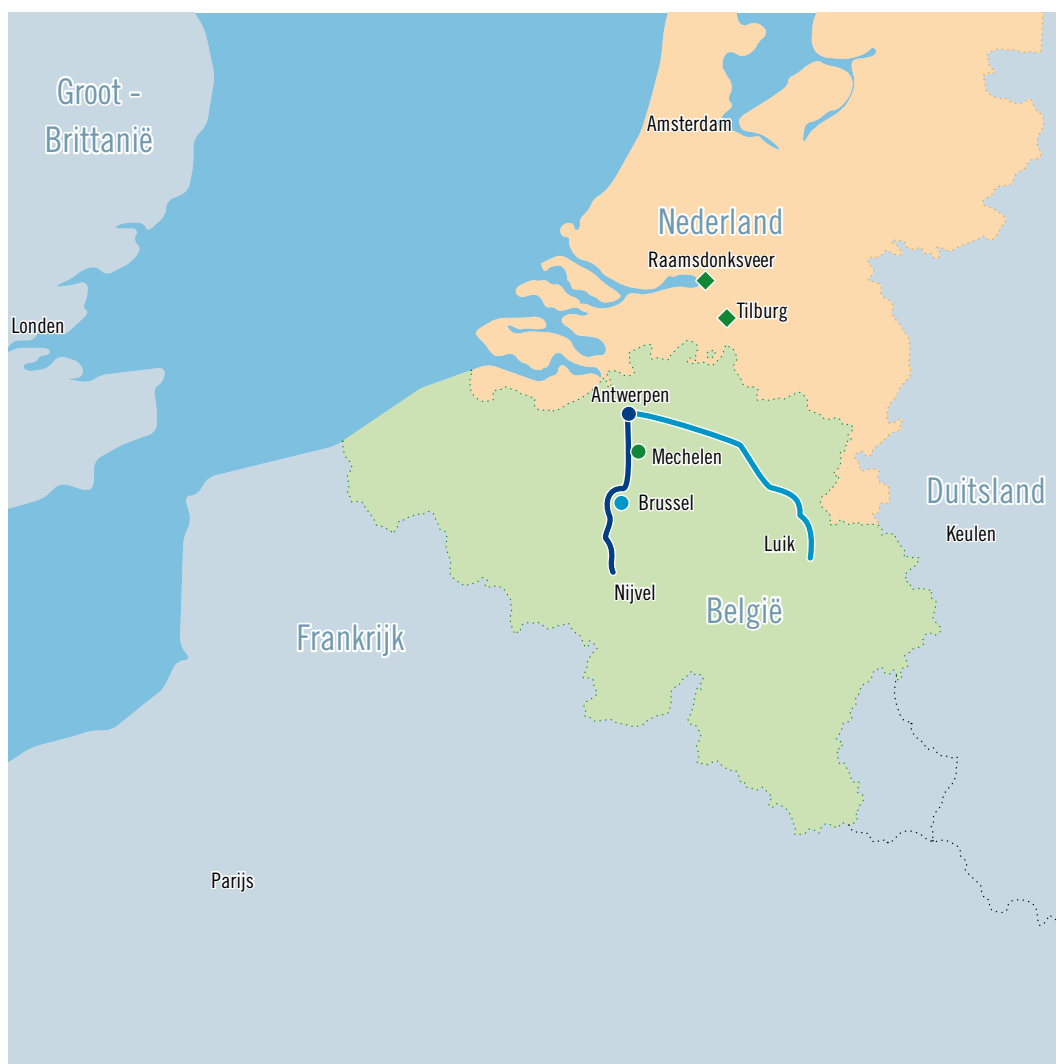 Groot -
Brittanië
Amsterdam
Nederland
Raamsdonksveer
Tilburg
Londen
Antwerpen
Mechelen
Duitsland
Brussel
Keulen
Luik
Nijvel
België
Frankrijk
Parijs